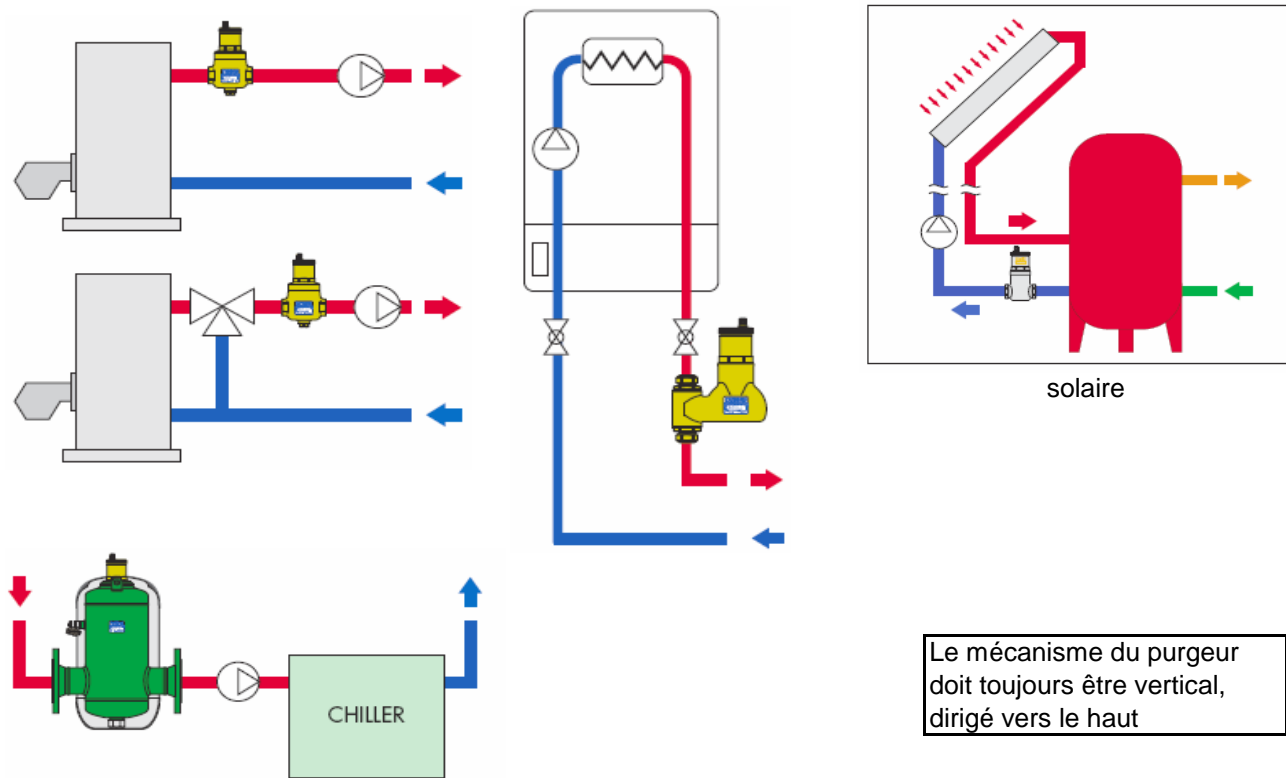 solaire
CHILLER
Le mécanisme du purgeur
doit toujours être vertical,
dirigé vers le haut